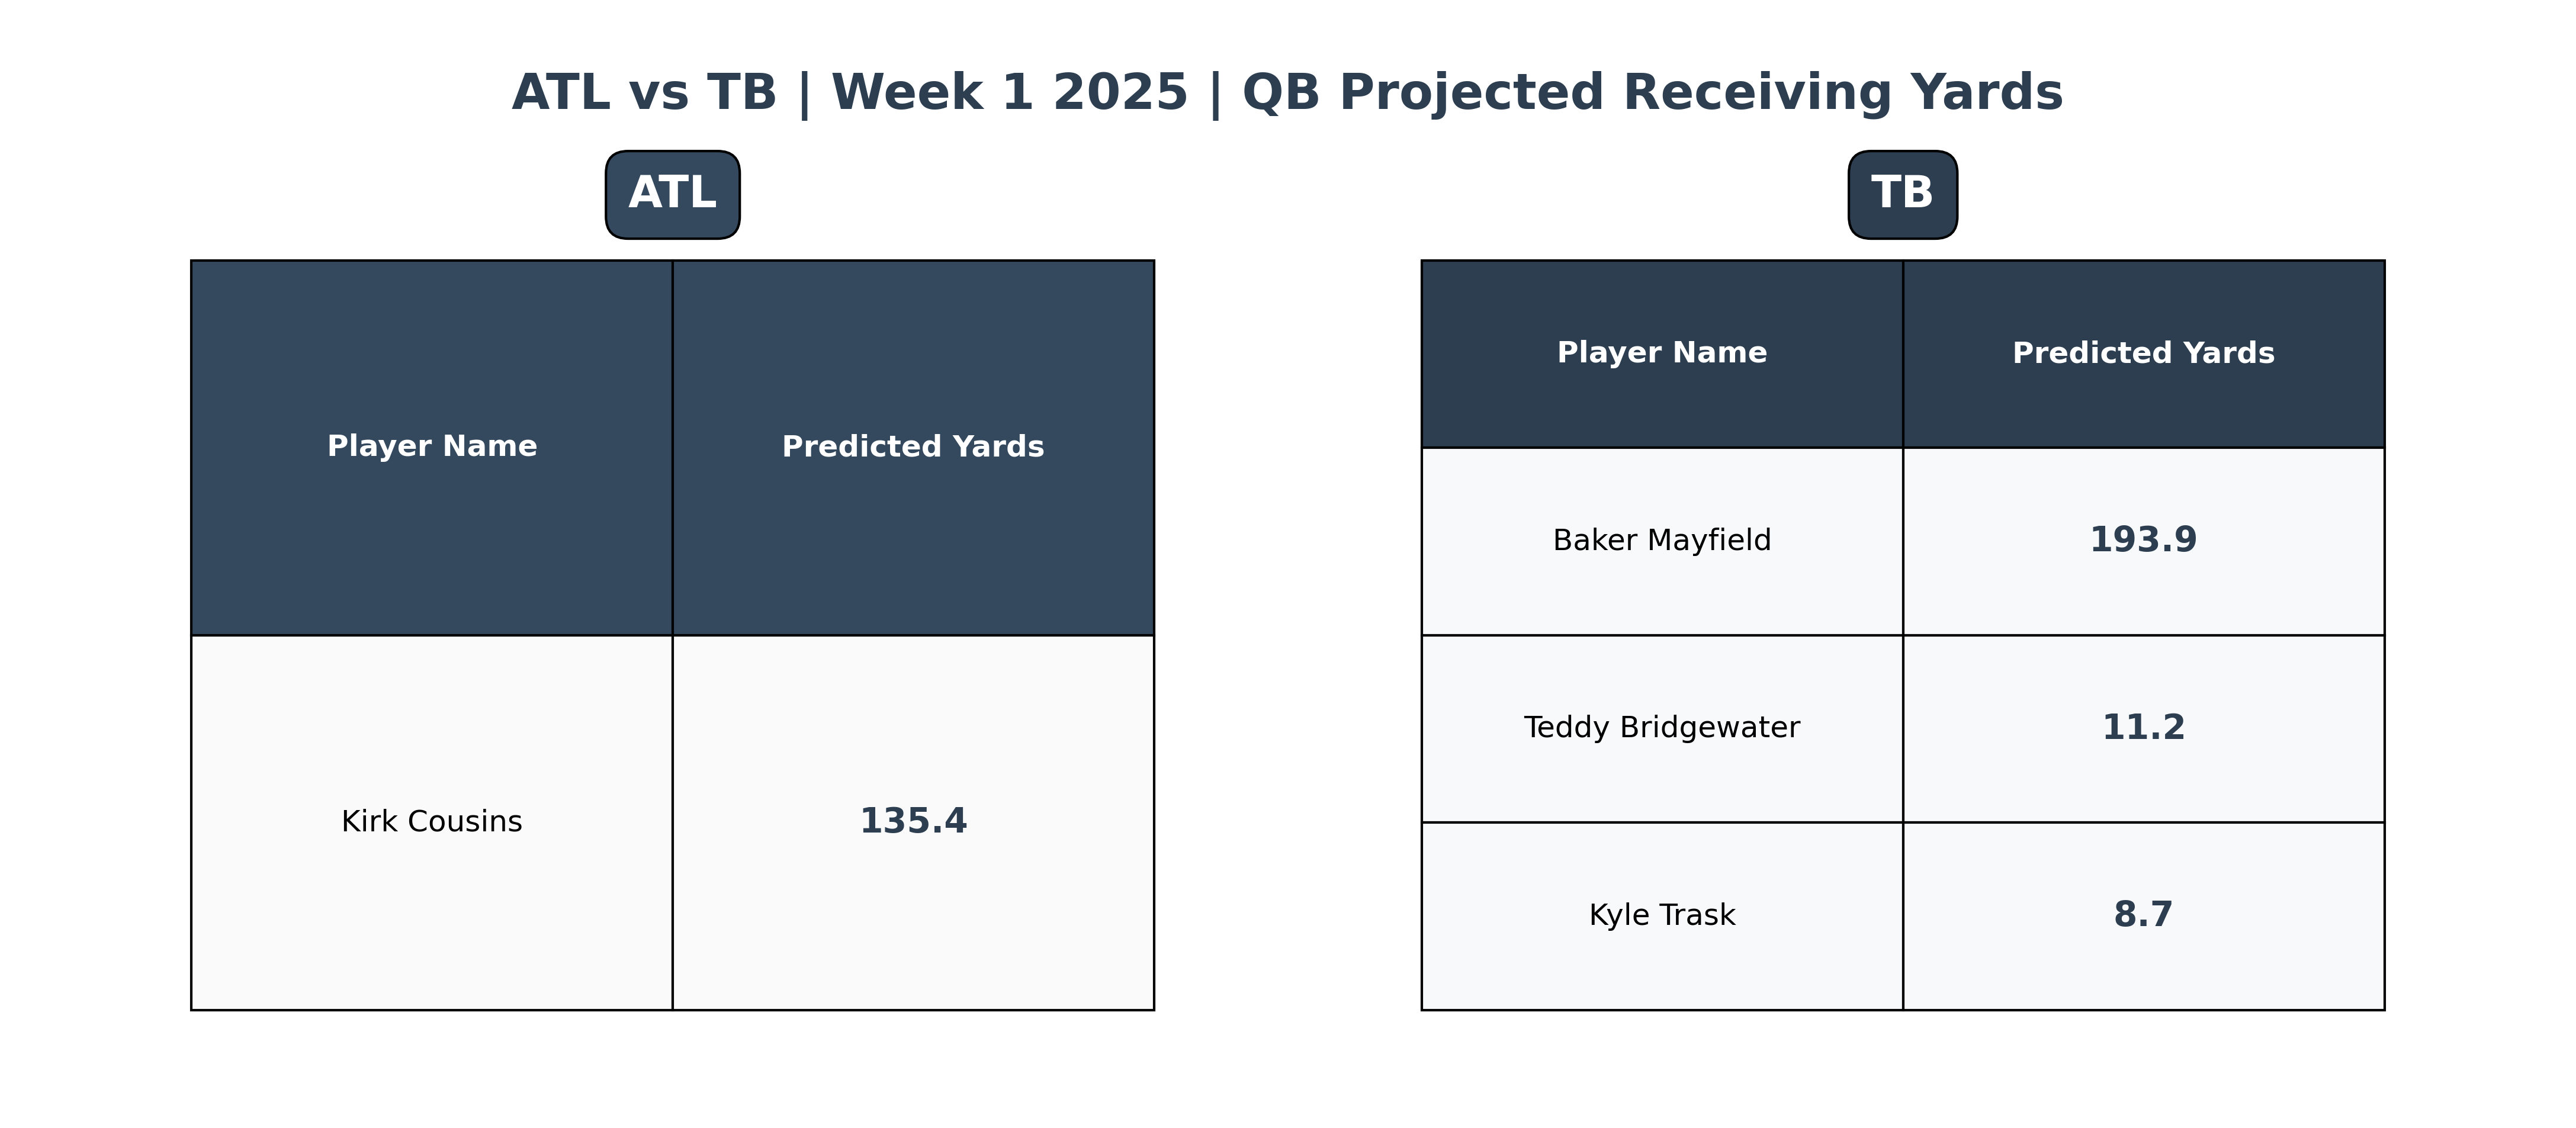 ATL vs TB | Week 1 2025 | QB Projected Receiving Yards
ATL
Player Name Predicted Yards
Kirk Cousins 135.4
TB
Player Name Predicted Yards
Baker Mayfield 193.9
Teddy Bridgewater 11.2
Kyle Trask 8.7